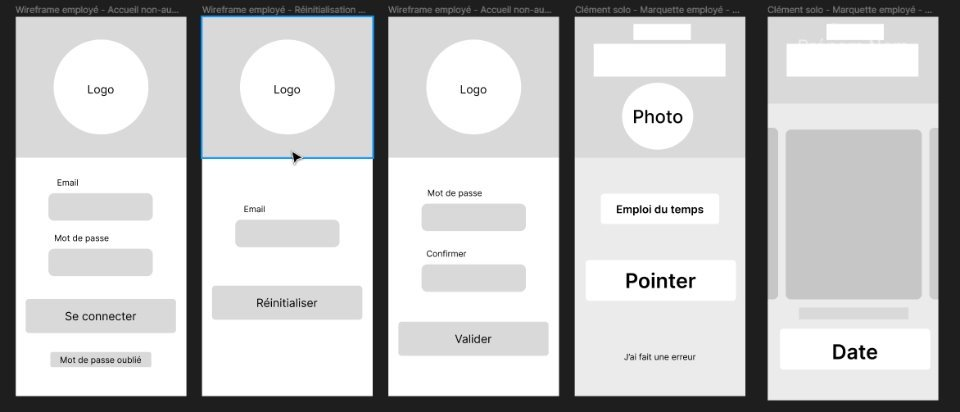 Wireframe employé - Accueil non-au...
Wireframe employé - Réinitialisation ...
Wireframe employé - Accueil non-au...
Clément solo - Marquette employé - ...
Clément solo - Marquette employé - ...
Logo
Email
Mot de passe
Se connecter
Mot de passe oublié
Logo
Email
Réinitialiser
Logo
Mot de passe
Confirmer
Valider
Photo
Emploi du temps
Pointer
J'ai fait une erreur
Date